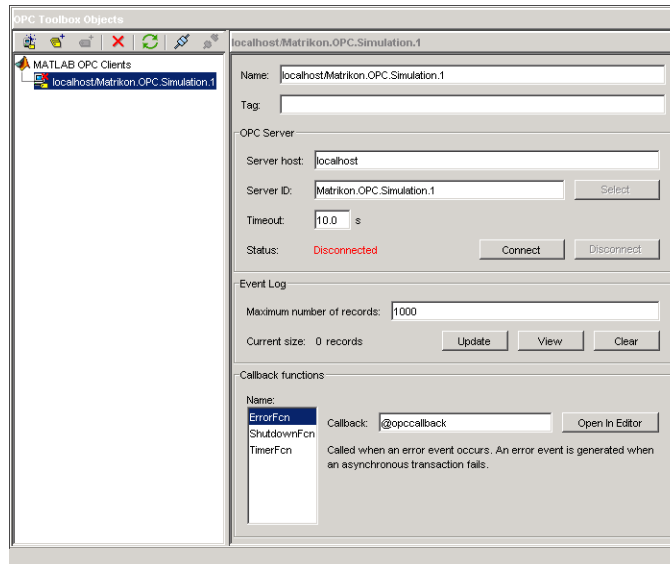 OPC Toolbox Objects
localhost/Matrikon.OPC.Simulation.1
MATLAB OPC Clients
localhost/Matrikon.OPC.Simulation.1
Name: localhost/Matrikon.OPC.Simulation.1
Tag:
OPC Server
Server host: localhost
Server ID: Matrikon.OPC.Simulation.1 Select
Timeout: 10.0 s
Status: Disconnected Connect Disconnect
Event Log
Maximum number of records: 1000
Current size: 0 records Update View Clear
Callback functions
Name:
ErrorFcn
ShutdownFcn
TimerFcn
Callback: @opccallback Open In Editor
Called when an error event occurs. An error event is generated when
an asynchronous transaction fails.